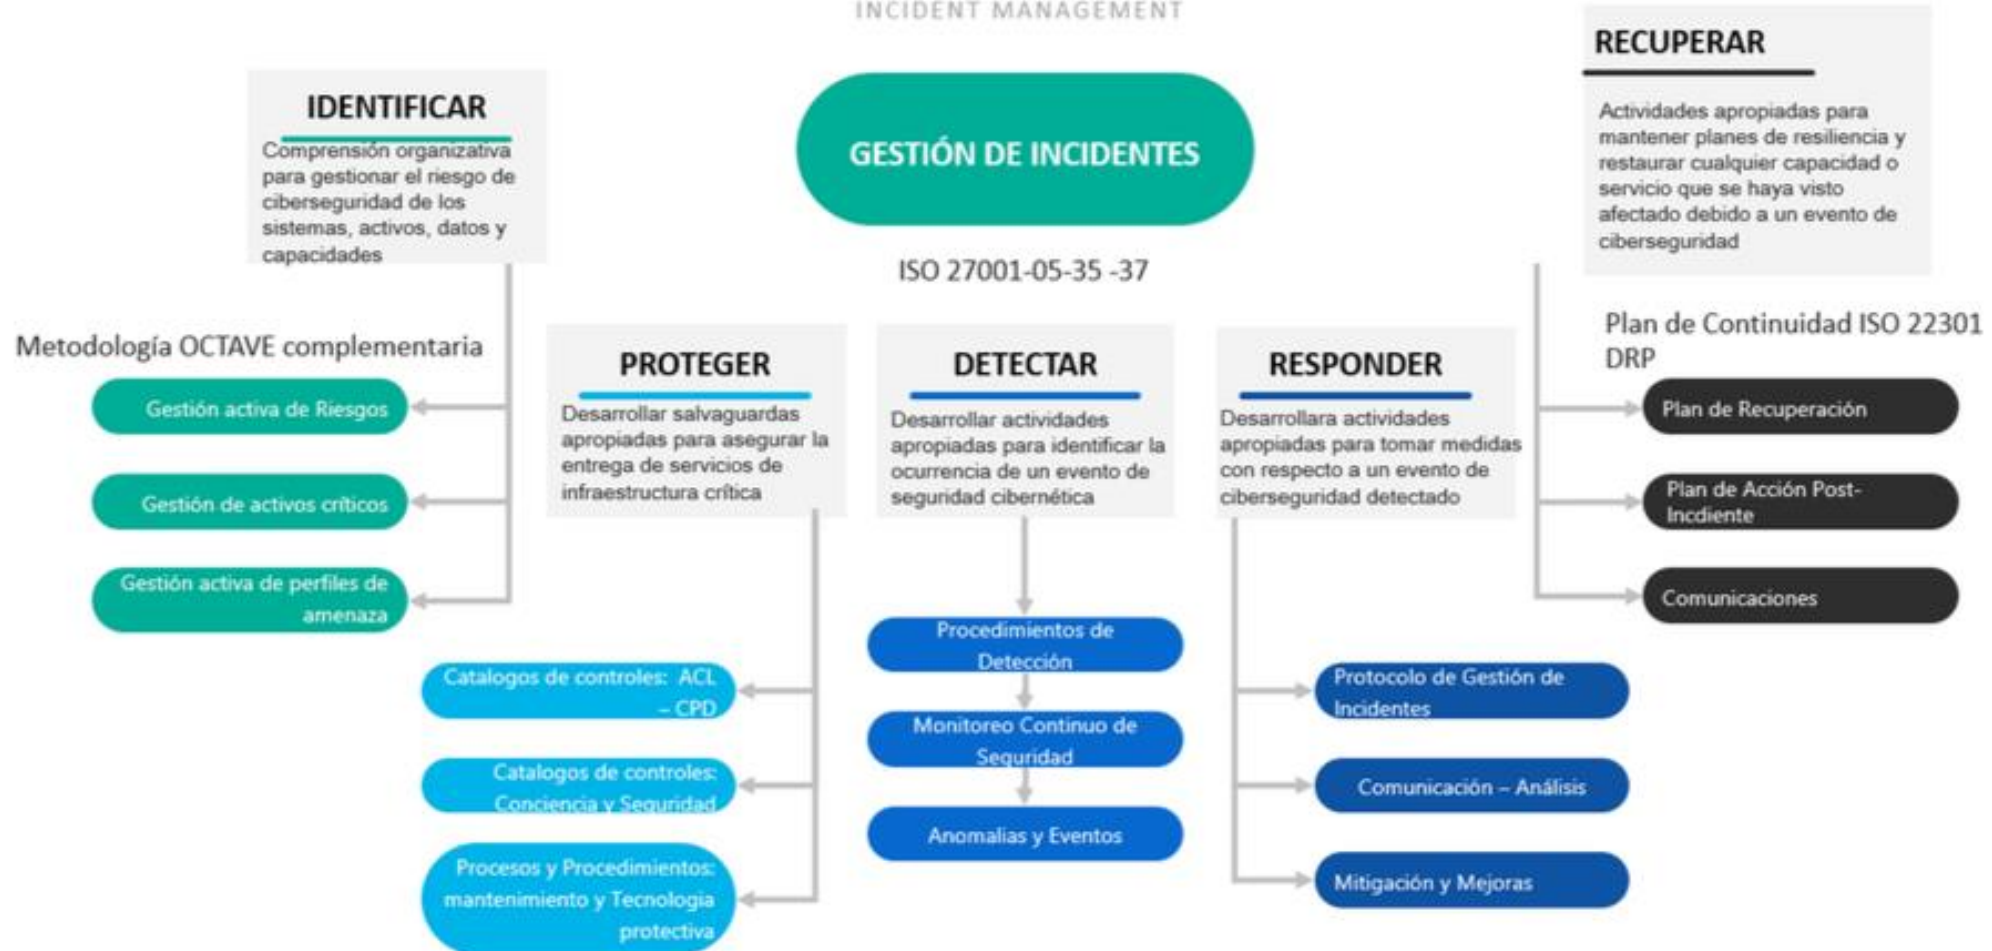 INCIDENT MANAGEMENT
GESTIÓN DE INCIDENTES
ISO 27001-05-35 -37
IDENTIFICAR
Comprensión organizativa
para gestionar el riesgo de
ciberseguridad de los
sistemas, activos, datos y
capacidades
Metodología OCTAVE complementaria
Gestión activa de Riesgos
Gestión de activos críticos
Gestión activa de perfiles de
amenaza
PROTEGER
Desarrollar salvaguardas
apropiadas para asegurar la
entrega de servicios de
infraestructura crítica
Catalogos de controles: ACL
– CPD
Catalogos de controles:
Conciencia y Seguridad
Procesos y Procedimientos:
mantenimiento y Tecnologia
protectiva
DETECTAR
Desarrollar actividades
apropiadas para identificar la
ocurrencia de un evento de
seguridad cibernética
Procedimientos de
Detección
Monitoreo Continuo de
Seguridad
Anomalias y Eventos
RESPONDER
Desarrollara actividades
apropiadas para tomar medidas
con respecto a un evento de
ciberseguridad detectado
Protocolo de Gestión de
Incidentes
Comunicación – Análisis
Mitigación y Mejoras
RECUPERAR
Actividades apropiadas para
mantener planes de resiliencia y
restaurar cualquier capacidad o
servicio que se haya visto
afectado debido a un evento de
ciberseguridad
Plan de Continuidad ISO 22301
DRP
Plan de Recuperación
Plan de Acción Post-
Incdiente
Comunicaciones